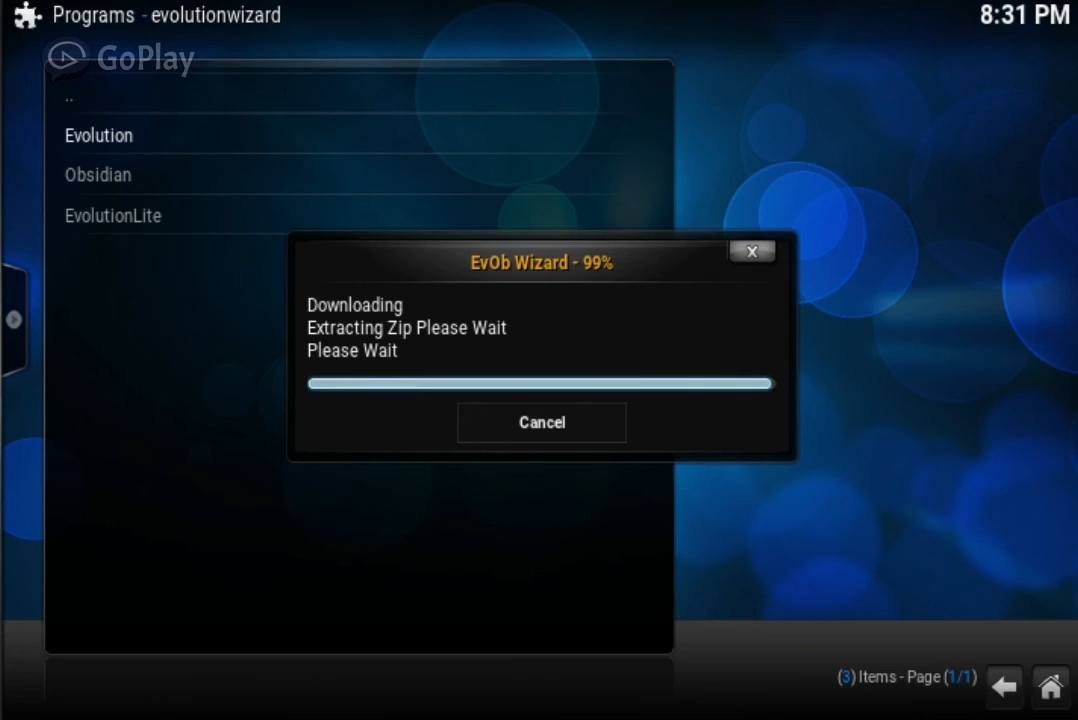 Programs - evolutionwizard
8:31 PM
GoPlay
..
Evolution
Obsidian
EvolutionLite
EvOb Wizard - 99%
X
Downloading
Extracting Zip Please Wait
Please Wait
Cancel
(3) Items - Page (1/1)